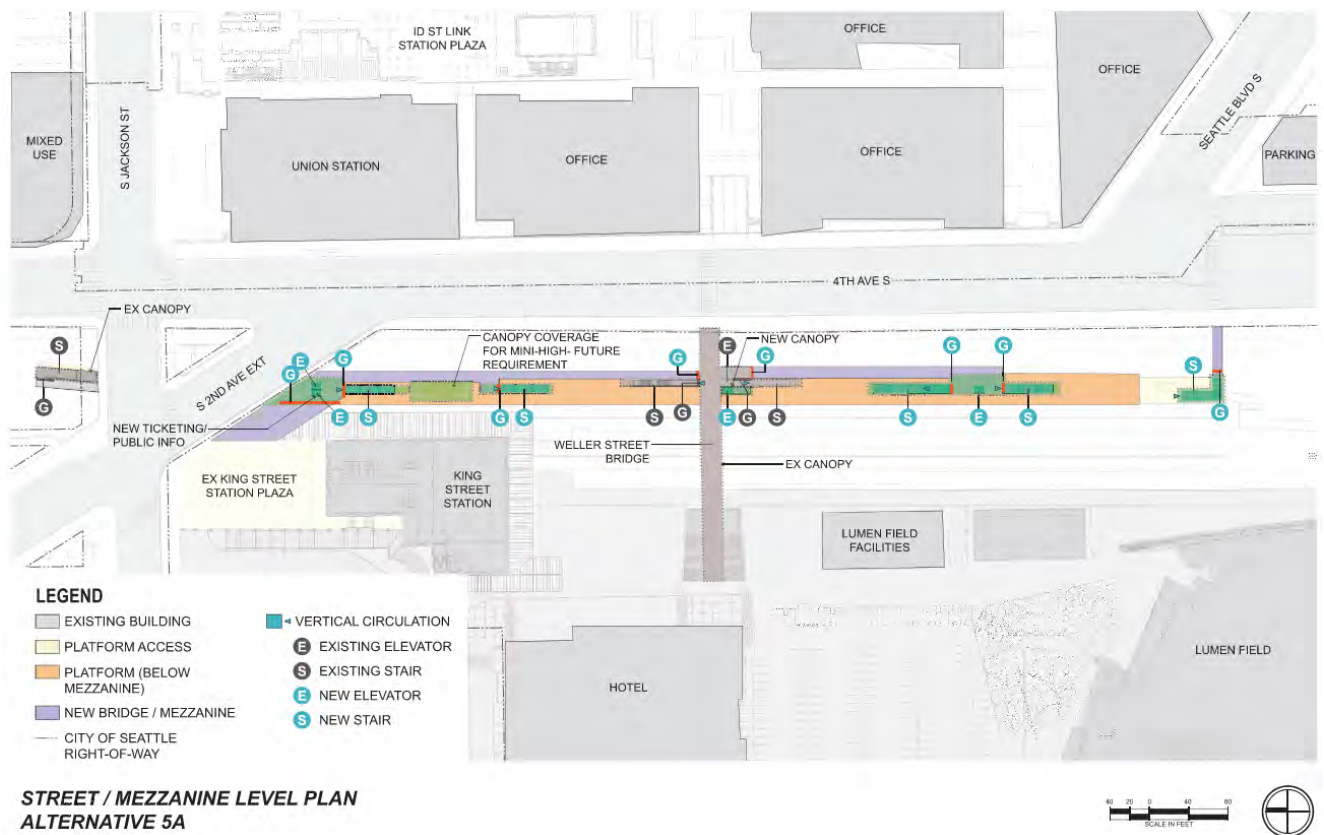 ID ST LINK
STATION PLAZA
OFFICE
OFFICE
SEATTLE BLVD S
PARKING
MIXED
USE
S JACKSON ST
UNION STATION
OFFICE
OFFICE
4TH AVE S
EX CANOPY
S
G
S 2ND AVE EXT
CANOPY COVERAGE
FOR MINI-HIGH- FUTURE
REQUIREMENT
NEW CANOPY
E
G
G
G
E
G
G
G
S
NEW TICKETING/
PUBLIC INFO
E
S
G
S
S
G
E
G
S
S
E
S
G
WELLER STREET
BRIDGE
EX CANOPY
EX KING STREET
STATION PLAZA
KING
STREET
STATION
LUMEN FIELD
FACILITIES
LUMEN FIELD
HOTEL
LEGEND
EXISTING BUILDING
PLATFORM ACCESS
PLATFORM (BELOW
MEZZANINE)
NEW BRIDGE / MEZZANINE
CITY OF SEATTLE
RIGHT-OF-WAY
VERTICAL CIRCULATION
E EXISTING ELEVATOR
S EXISTING STAIR
E NEW ELEVATOR
S NEW STAIR
STREET / MEZZANINE LEVEL PLAN
ALTERNATIVE 5A
40 20 0 40 80
SCALE IN FEET